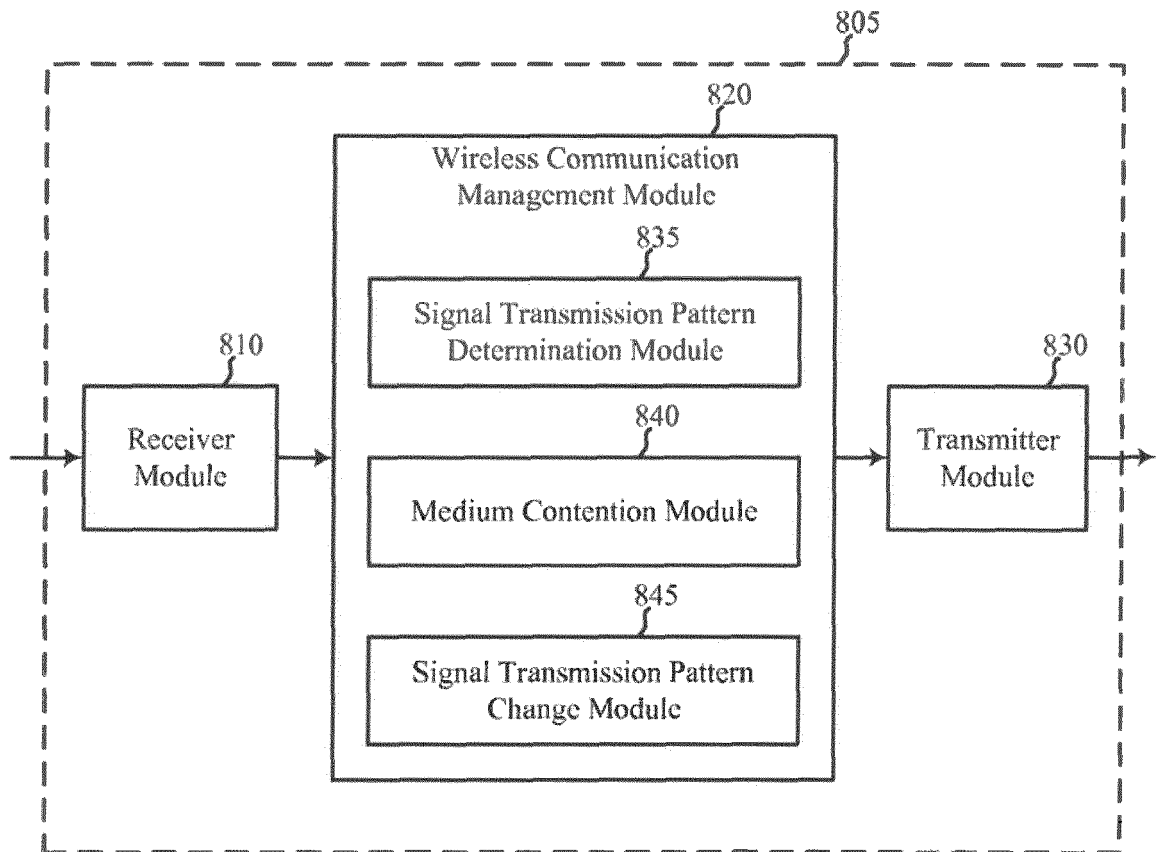 805
820
Wireless Communication
Management Module
835
Signal Transmission Pattern
Determination Module
810
Receiver
Module
840
Medium Contention Module
830
Transmitter
Module
845
Signal Transmission Pattern
Change Module